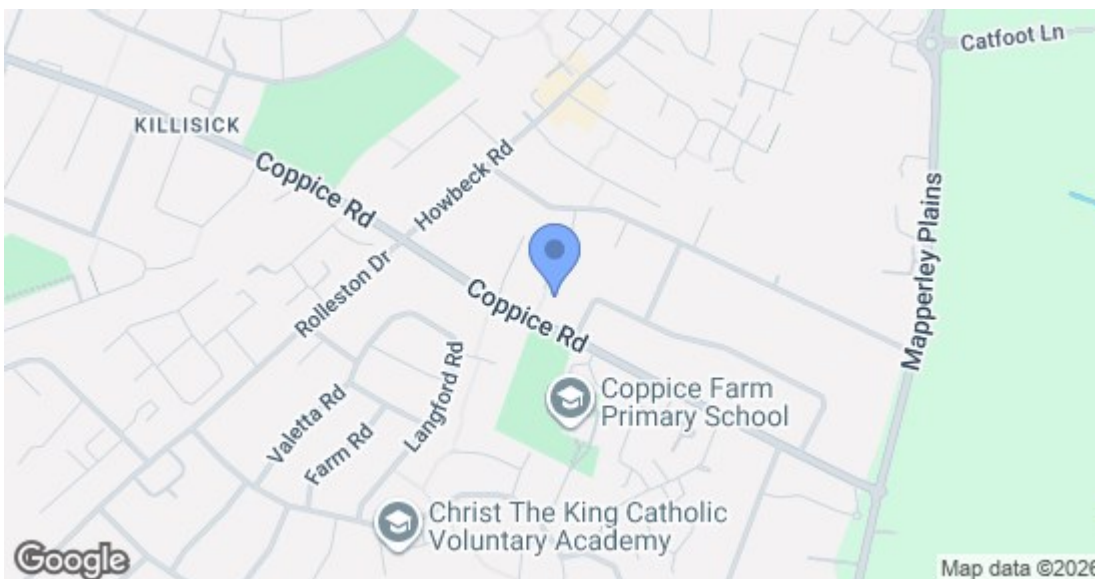 Catfoot Ln
KILLISICK
Coppice Rd
Howbeck Rd
Mapperley Plains
Rolleston Dr
Coppice Rd
Langford Rd
Valetta Rd
Farm Rd
Coppice Farm
Primary School
Christ The King Catholic
Voluntary Academy
Google
Map data ©2026